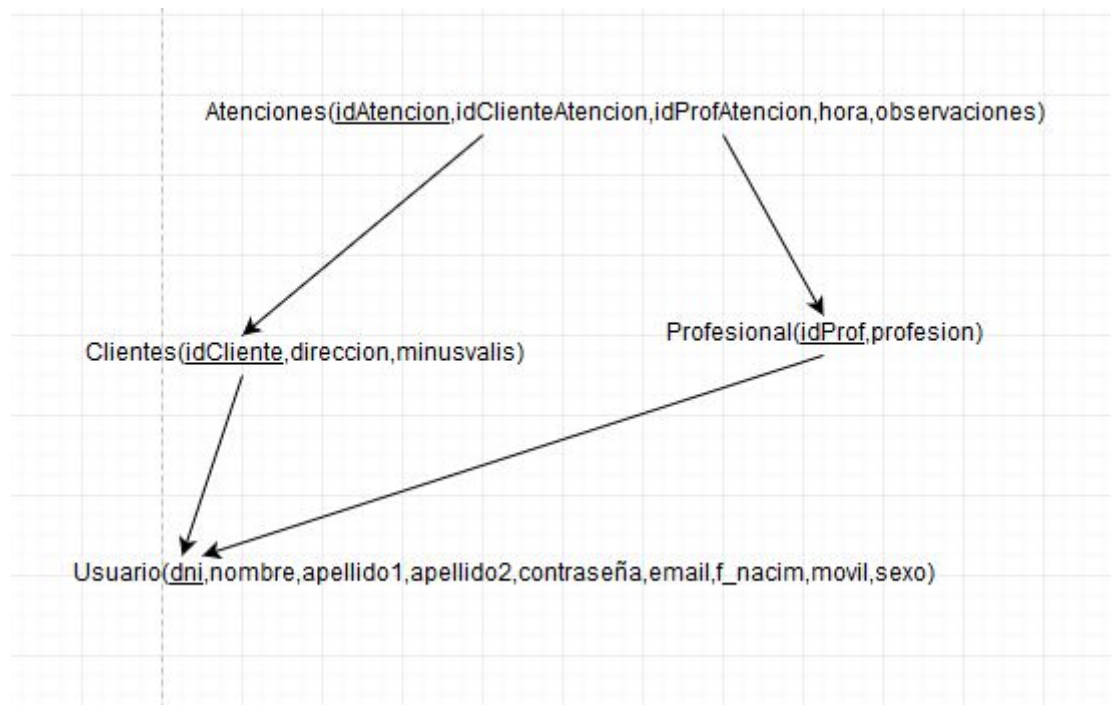 Atenciones(idAtencion,idClienteAtencion,idProfAtencion,hora,observaciones)
Profesional(idProf,profesion)
Clientes(idCliente,direccion,minusvalis)
Usuario(dni,nombre,apellido1,apellido2,contraseña,email,f_nacim,movil,sexo)